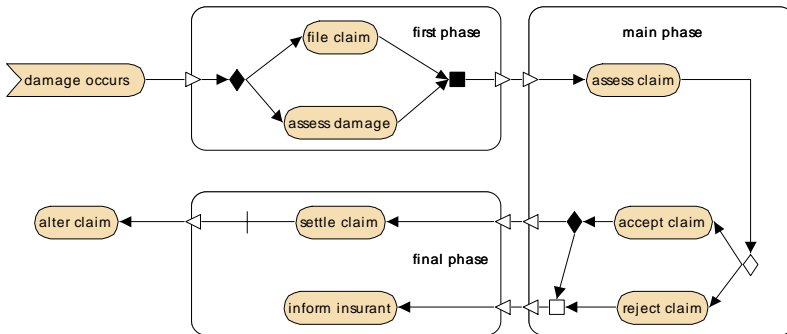 first phase
main phase
file claim
damage occurs
assess claim
assess damage
alter claim
settle claim
accept claim
final phase
inform insurant
reject claim